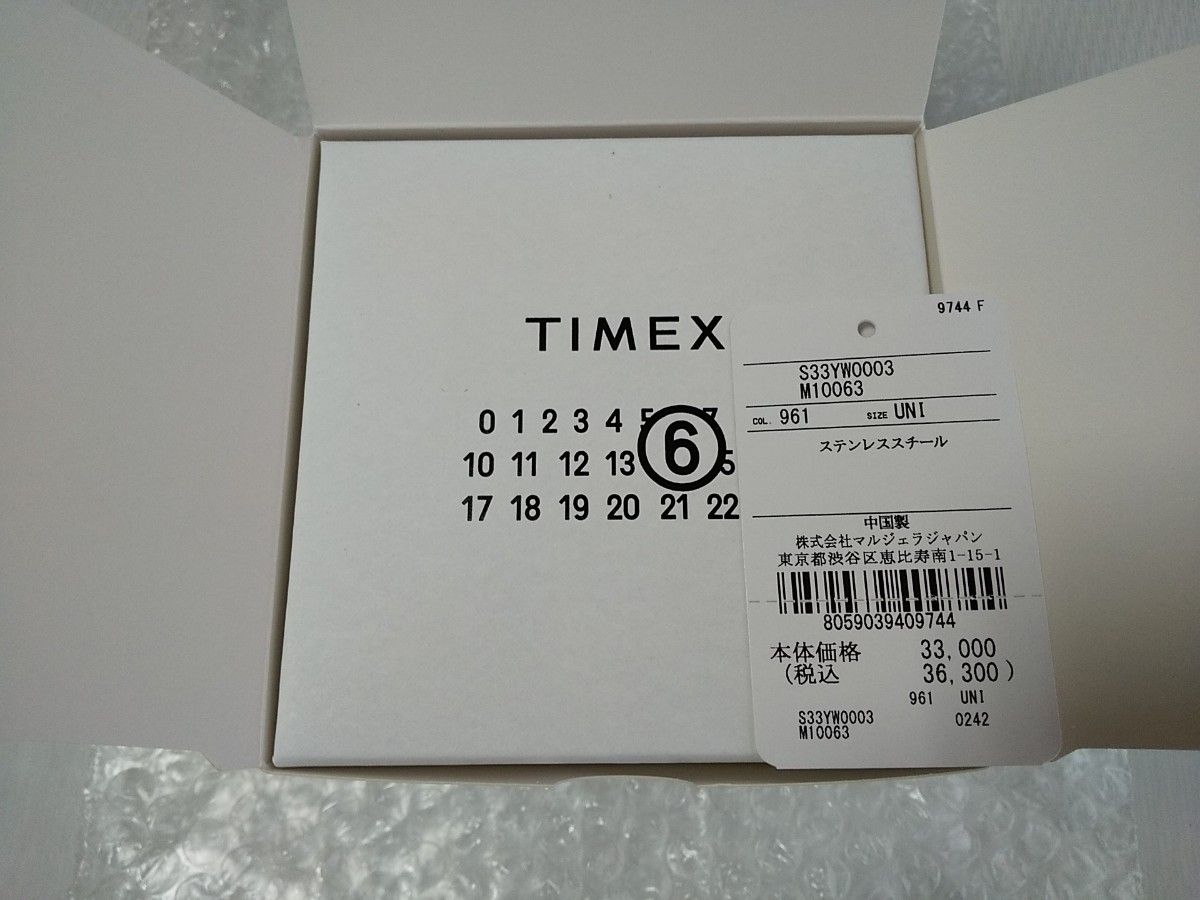 TIMEX
0 1 2 3 4 5 6 7
10 11 12 13 5
17 18 19 20 21 22
9744 F
S33YW0003
M10063
COL. 961 SIZE UNI
ステンレススチール
中国製
株式会社マルジェラジャパン
東京都渋谷区恵比寿南1-15-1
8059039409744
本体価格 33,000
(税込 36,300)
961 UNI
S33YW0003 0242
M10063